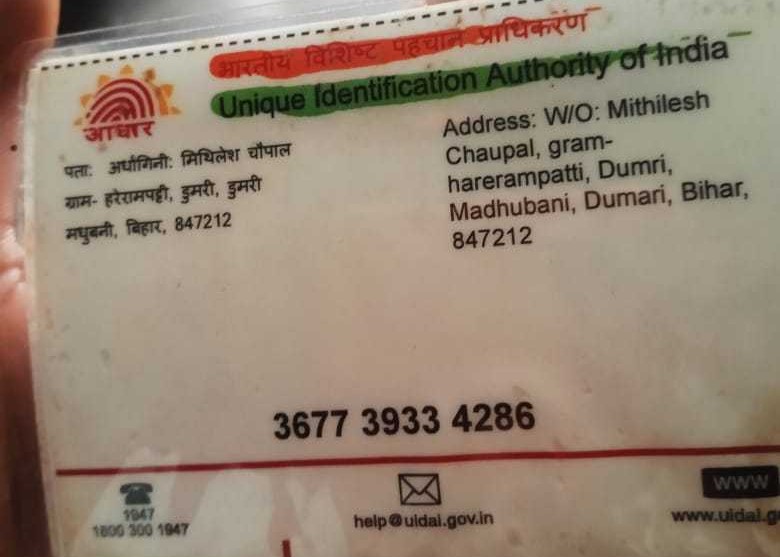 भारतीय विशिष्ट पहचान प्राधिकरण
Unique Identification Authority of India
आधार
पता: अर्धांगिनी: मिथिलेश चौपाल
ग्राम- हरेरामपट्टी, डुमरी, डुमरी
मधुबनी, बिहार, 847212
Address: W/O: Mithilesh
Chaupal, gram-
harerampatti, Dumri,
Madhubani, Dumari, Bihar,
847212
3677 3933 4286
1947
1800 300 1947
help@uidai.gov.in
www
www.uidai.g